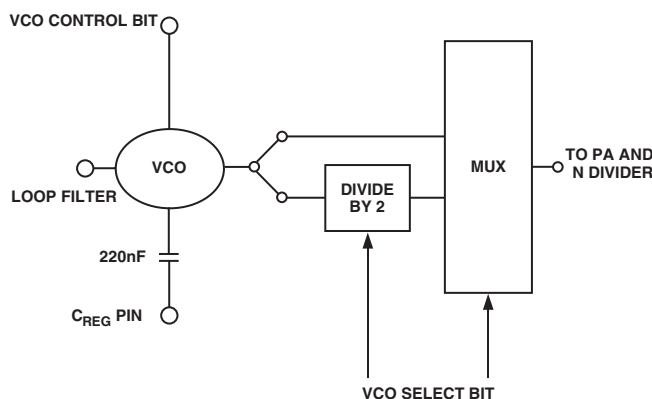 VCO CONTROL BIT
VCO
LOOP FILTER
220nF
CREG PIN
DIVIDE
BY 2
MUX
TO PA AND
N DIVIDER
VCO SELECT BIT